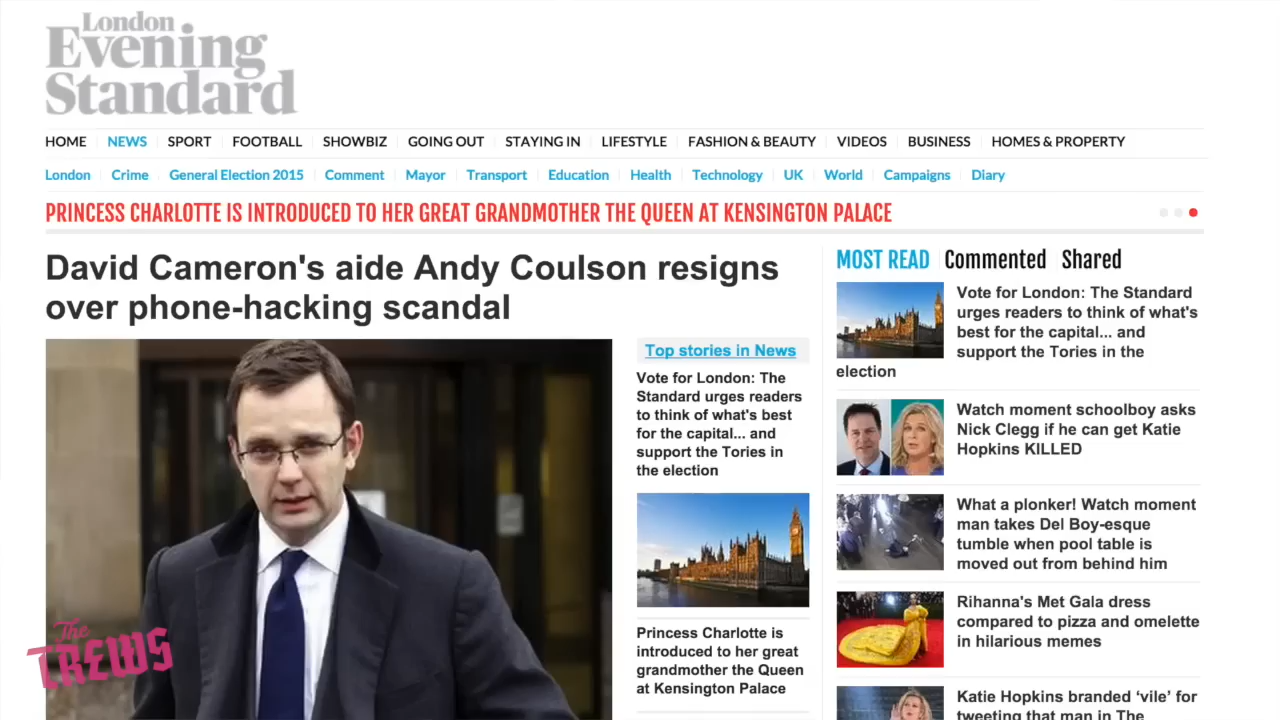 London
Evening
Standard
HOME NEWS SPORT FOOTBALL SHOWBIZ GOING OUT STAYING IN LIFESTYLE FASHION & BEAUTY VIDEOS BUSINESS HOMES & PROPERTY
London Crime General Election 2015 Comment Mayor Transport Education Health Technology UK World Campaigns Diary
PRINCESS CHARLOTTE IS INTRODUCED TO HER GREAT GRANDMOTHER THE QUEEN AT KENSINGTON PALACE
David Cameron's aide Andy Coulson resigns
over phone-hacking scandal
Top stories in News
Vote for London: The
Standard urges readers
to think of what's best
for the capital... and
support the Tories in
the election
Princess Charlotte is
introduced to her great
grandmother the Queen
at Kensington Palace
MOST READ Commented Shared
Vote for London: The Standard
urges readers to think of what's
best for the capital... and
support the Tories in the
election
Watch moment schoolboy asks
Nick Clegg if he can get Katie
Hopkins KILLED
What a plonker! Watch moment
man takes Del Boy-esque
tumble when pool table is
moved out from behind him
Rihanna's Met Gala dress
compared to pizza and omelette
in hilarious memes
Katie Hopkins branded ‘vile’ for
tweeting that man in The
The
TREWS